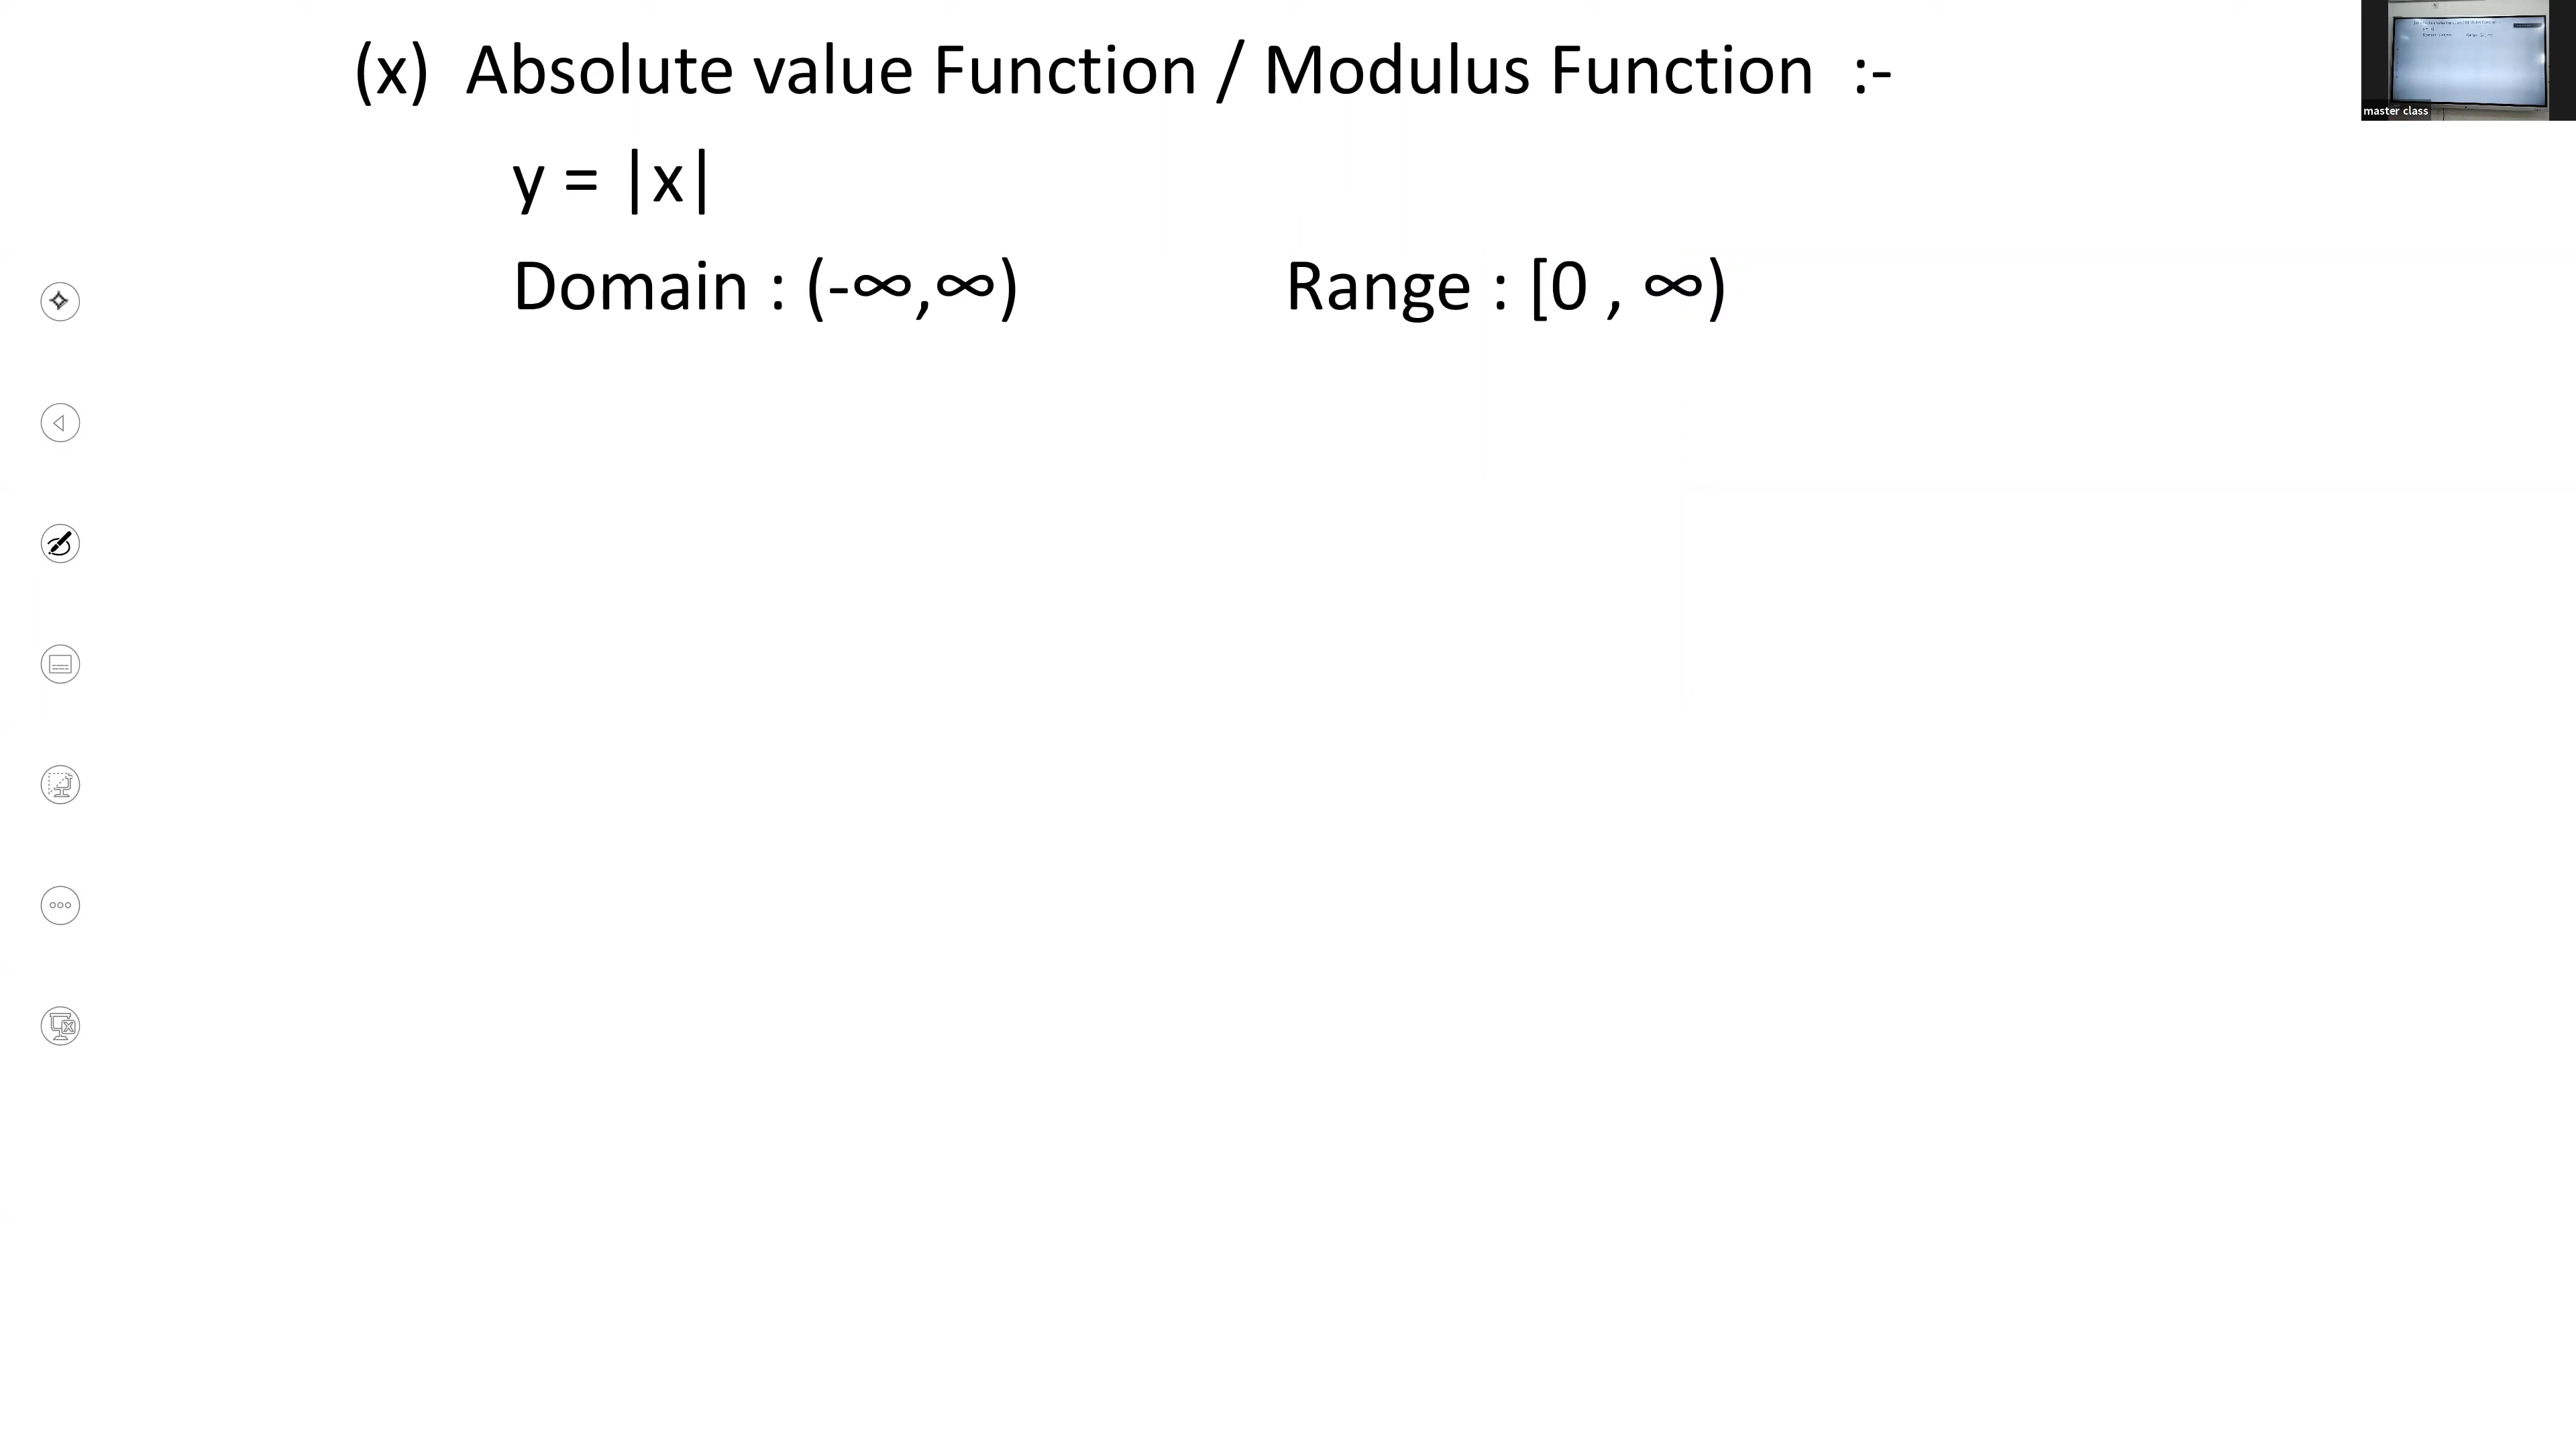 (x) Absolute value Function / Modulus Function :-
y = |x|
Domain : (-∞,∞) Range : [0 , ∞)
master class